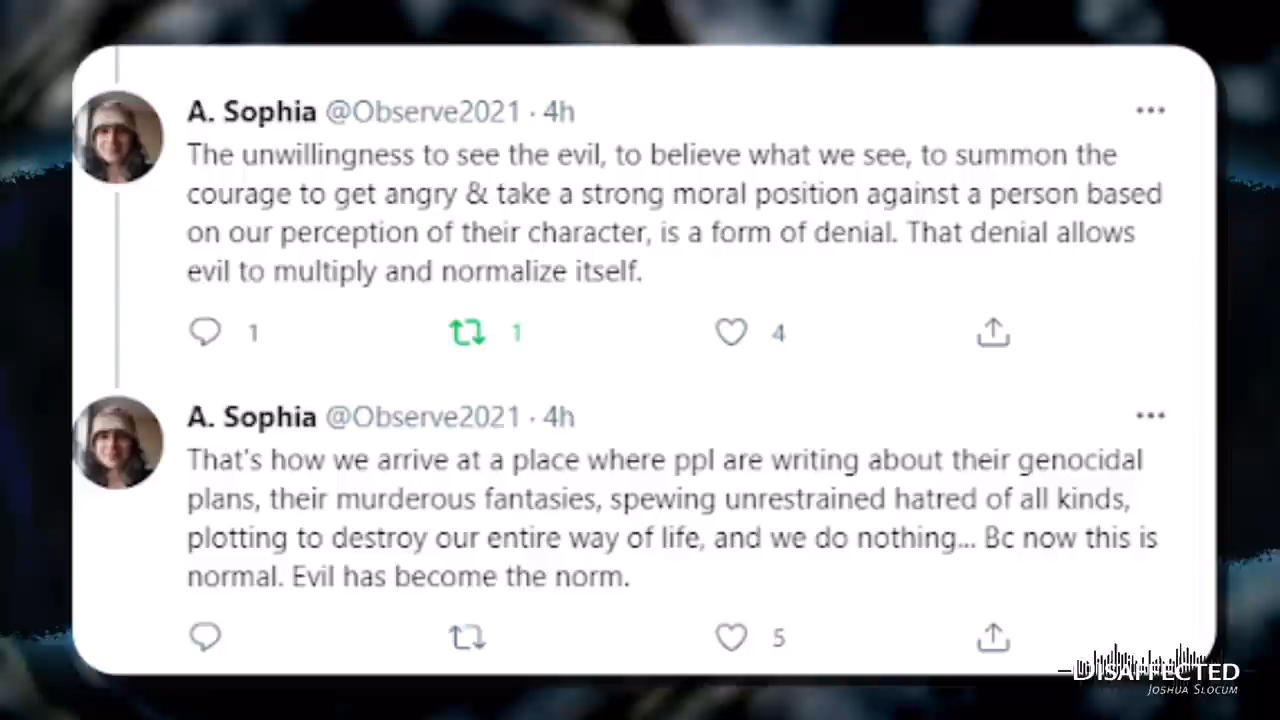 A. Sophia @Observe2021 · 4h
The unwillingness to see the evil, to believe what we see, to summon the
courage to get angry & take a strong moral position against a person based
on our perception of their character, is a form of denial. That denial allows
evil to multiply and normalize itself.
1 1 4
A. Sophia @Observe2021 · 4h
That's how we arrive at a place where ppl are writing about their genocidal
plans, their murderous fantasies, spewing unrestrained hatred of all kinds,
plotting to destroy our entire way of life, and we do nothing... Bc now this is
normal. Evil has become the norm.
5
DISAFFECTED
JOSHUA SLOCUM